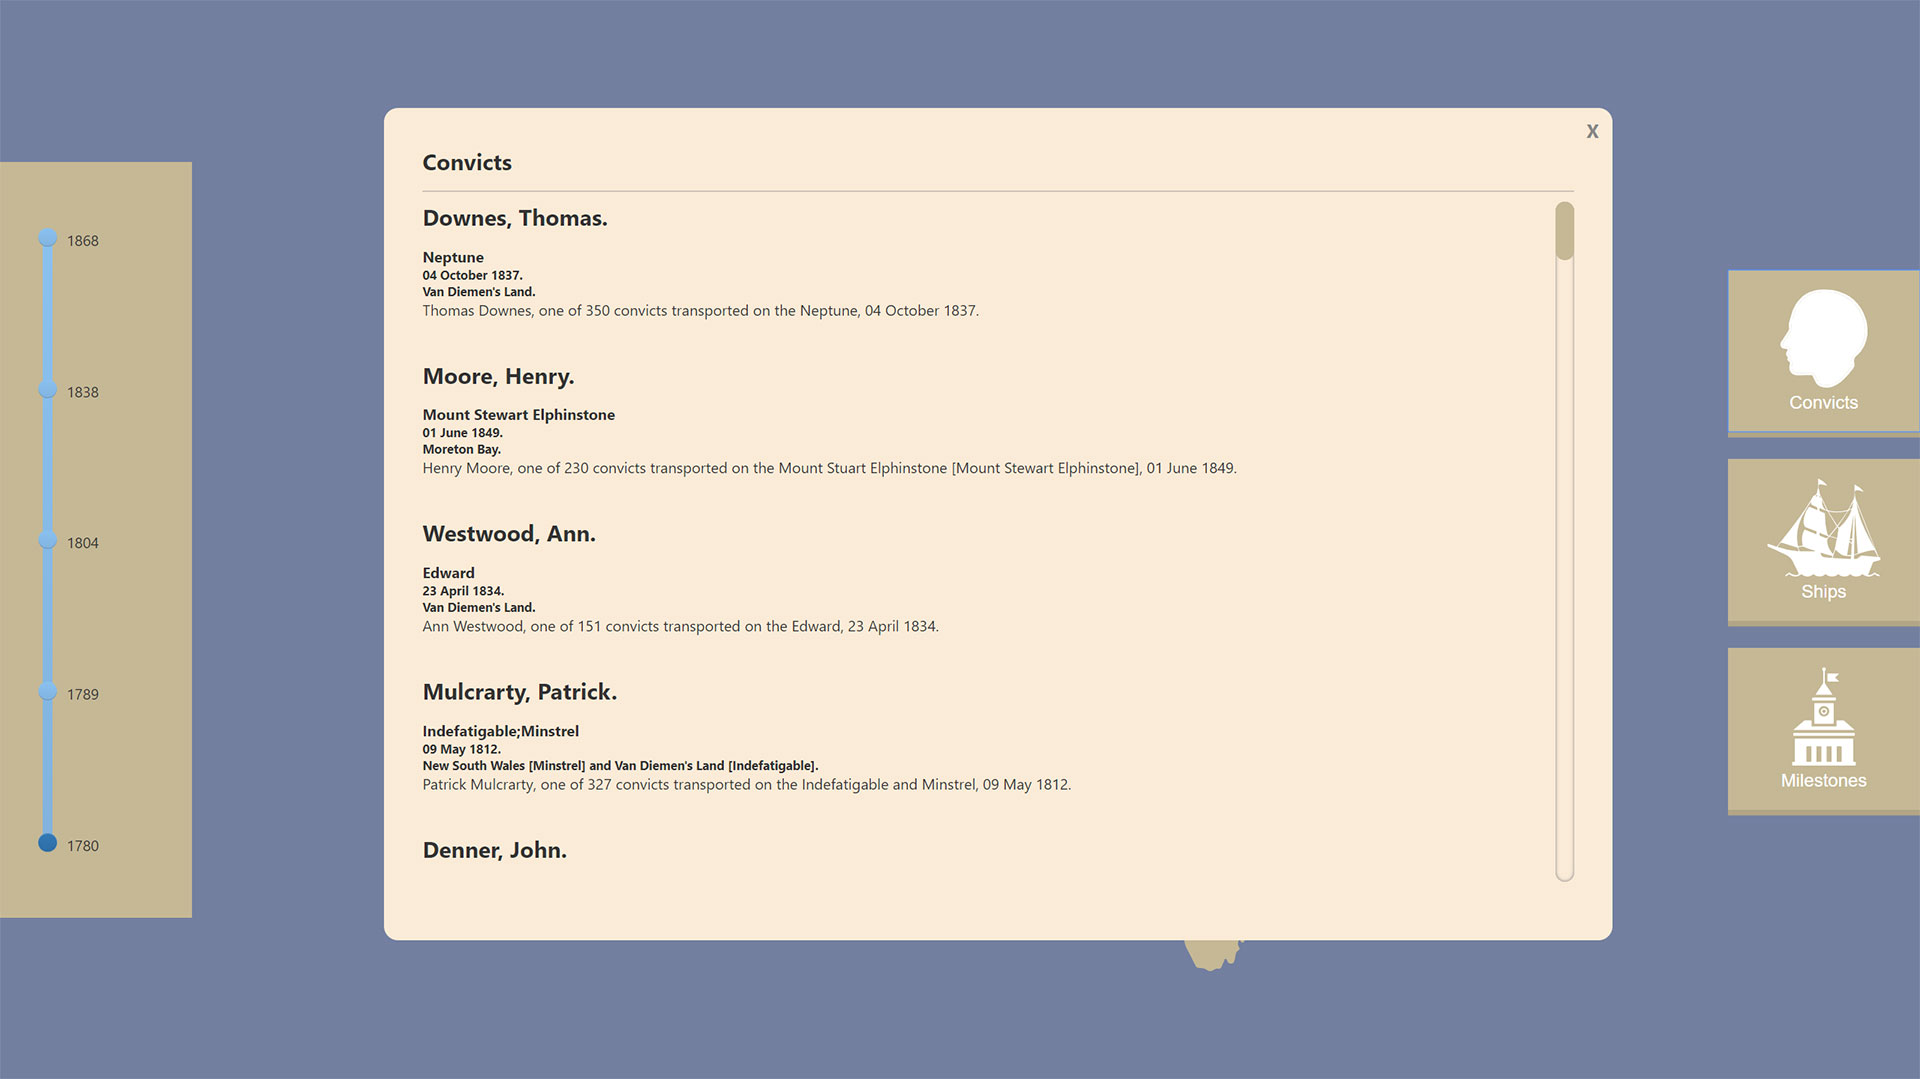 X
Convicts
Downes, Thomas.
Neptune
04 October 1837.
Van Diemen's Land.
Thomas Downes, one of 350 convicts transported on the Neptune, 04 October 1837.
Moore, Henry.
Mount Stewart Elphinstone
01 June 1849.
Moreton Bay.
Henry Moore, one of 230 convicts transported on the Mount Stuart Elphinstone [Mount Stewart Elphinstone], 01 June 1849.
Westwood, Ann.
Edward
23 April 1834.
Van Diemen's Land.
Ann Westwood, one of 151 convicts transported on the Edward, 23 April 1834.
Mulcrarty, Patrick.
Indefatigable;Minstrel
09 May 1812.
New South Wales [Minstrel] and Van Diemen's Land [Indefatigable].
Patrick Mulcrarty, one of 327 convicts transported on the Indefatigable and Minstrel, 09 May 1812.
Denner, John.
1868
1838
1804
1789
1780
Convicts
Ships
Milestones